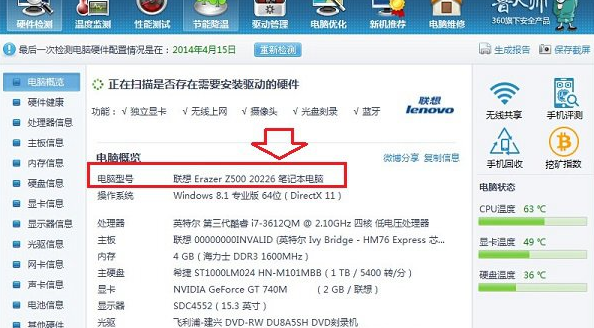 鲁大师
硬件检测 温度监测 性能测试 节能降温 驱动管理 电脑优化 新机推荐 电脑维修
360旗下安全产品
最后一次检测电脑硬件配置情况是在：2014年4月15日 重新检测 生成报告 保存截屏
电脑概览
硬件健康
处理器信息
主板信息
内存信息
硬盘信息
显卡信息
显示器信息
光驱信息
网卡信息
声卡信息
电池信息
其他硬件
正在扫描是否存在需要安装驱动的硬件
功能： √ 独立显卡 √ 无线上网 √ 摄像头 √ 光盘刻录 √ 蓝牙
联想
lenovo
电脑概览 微博分享 复制信息
电脑型号 联想 Erazer Z500 20226 笔记本电脑
操作系统 Windows 8.1 专业版 64位 ( DirectX 11 )
处理器 英特尔 第三代酷睿 i7-3612QM @ 2.10GHz 四核 低电压处理器
主板 联想 00000000INVALID (英特尔 Ivy Bridge - HM76 Express 芯...
内存 4 GB ( 海力士 DDR3 1600MHz )
主硬盘 希捷 ST1000LM024 HN-M101MBB ( 1 TB / 5400 转/分 )
显卡 NVIDIA GeForce GT 740M ( 2 GB / 联想 )
显示器 SDC4552 ( 15.3 英寸 )
光驱 飞利浦-建兴 DVD-RW DU8A5SH DVD刻录机
无线共享 手机评测
手机回收 挖矿指数
电脑状态
CPU温度 63 ℃
显卡温度 49 ℃
硬盘温度 36 ℃